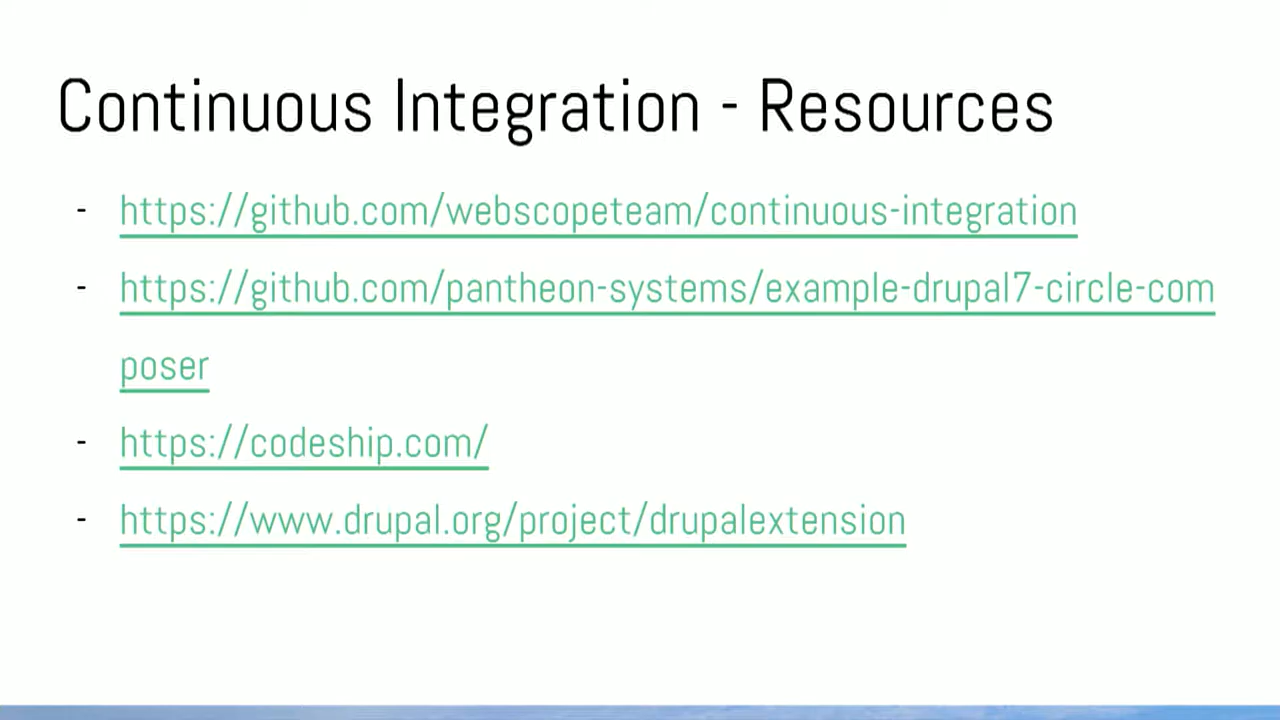 Continuous Integration - Resources
- https://github.com/webscopeteam/continuous-integration
- https://github.com/pantheon-systems/example-drupal7-circle-com
poser
- https://codeship.com/
- https://www.drupal.org/project/drupalextension